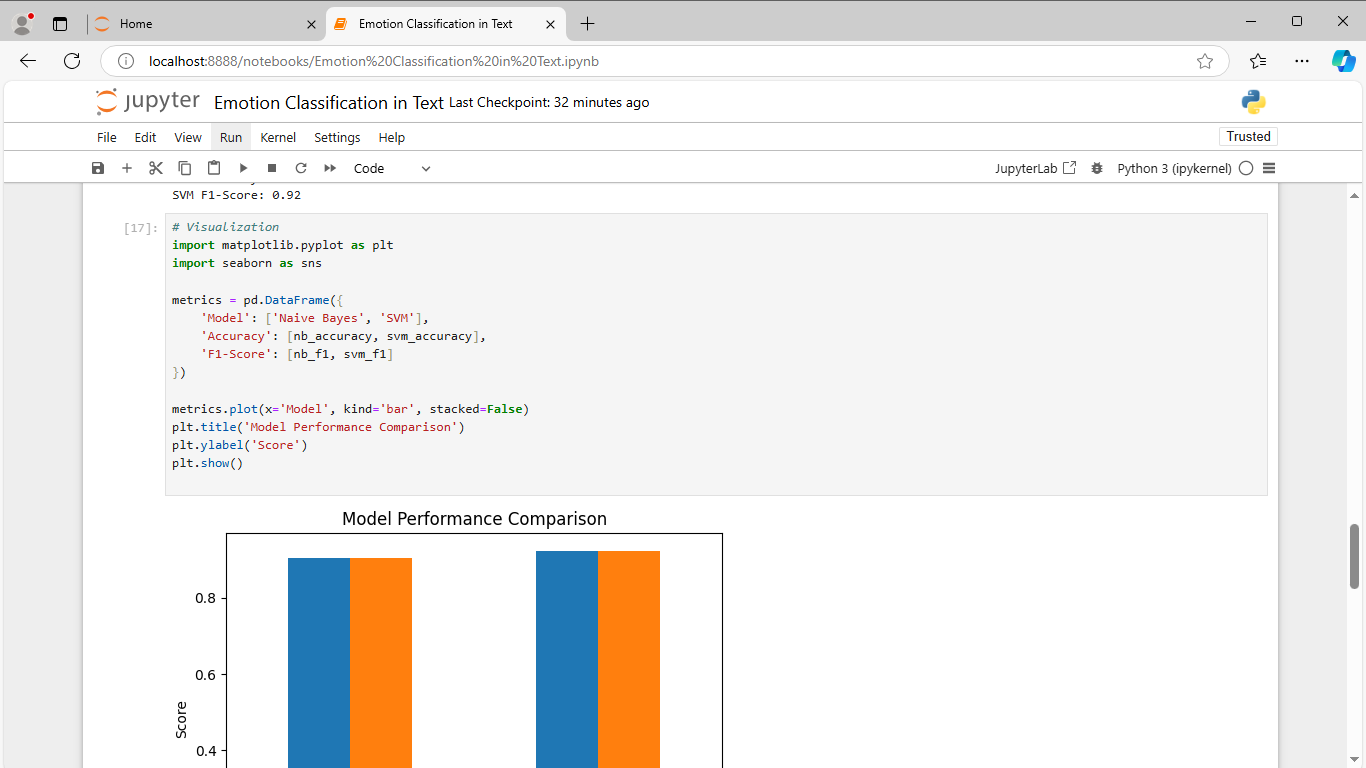 Home
Emotion Classification in Text
localhost:8888/notebooks/Emotion%20Classification%20in%20Text.ipynb
jupyter Emotion Classification in Text Last Checkpoint: 32 minutes ago
File Edit View Run Kernel Settings Help Trusted
Code JupyterLab Python 3 (ipykernel)
SVM F1-Score: 0.92
[17]: # Visualization
import matplotlib.pyplot as plt
import seaborn as sns
metrics = pd.DataFrame({
    'Model': ['Naive Bayes', 'SVM'],
    'Accuracy': [nb_accuracy, svm_accuracy],
    'F1-Score': [nb_f1, svm_f1]
})
metrics.plot(x='Model', kind='bar', stacked=False)
plt.title('Model Performance Comparison')
plt.ylabel('Score')
plt.show()
Model Performance Comparison
0.8
0.6
Score
0.4